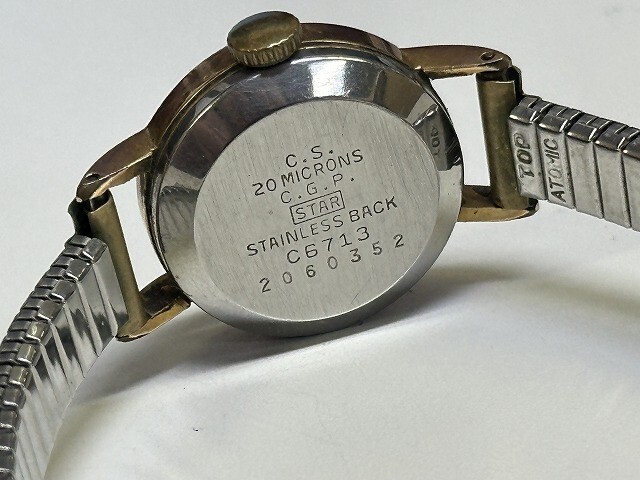 C.S.
20 MICRONS
C.G.P.
STAR
STAINLESS BACK
C6713
2060352
TOP
ATOMIC